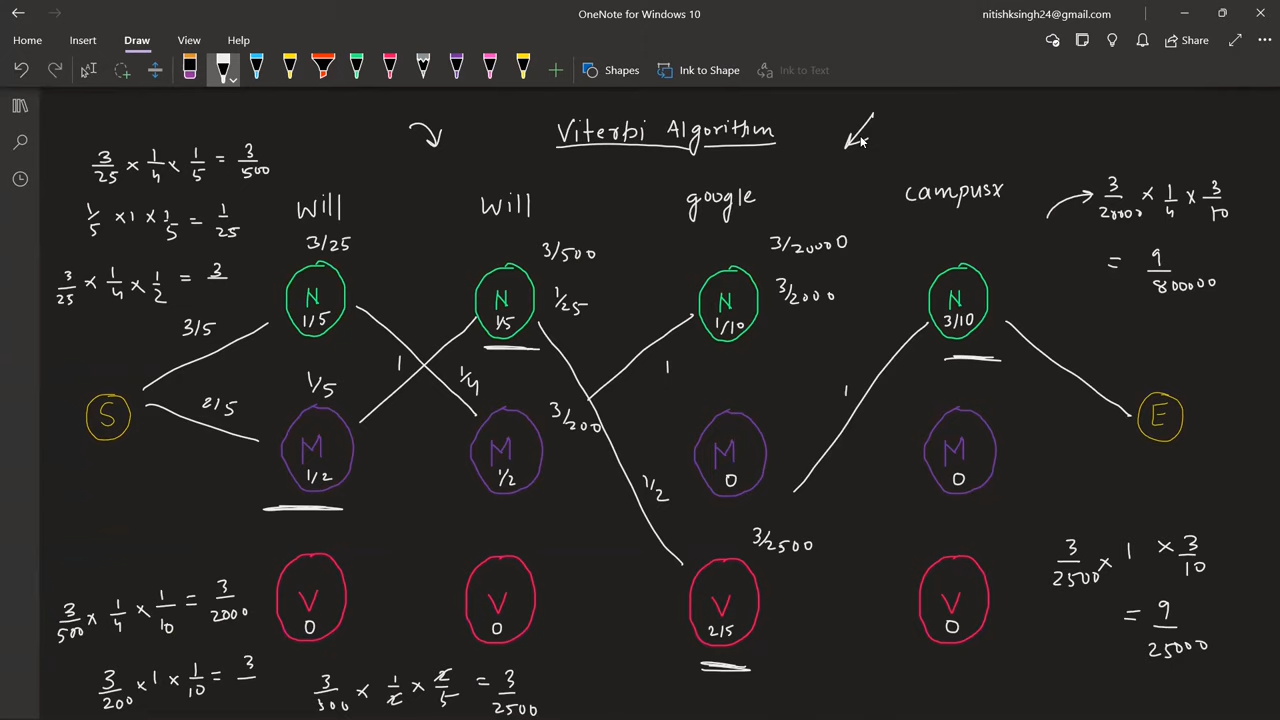 OneNote for Windows 10
nitishksingh24@gmail.com
Home Insert Draw View Help
Share
Shapes
Ink to Shape
Ink to Text
Viterbi Algorithm
3/25 x 1/4 x 1/5 = 3/500
1/5 x 1 x 1/5 = 1/25
3/25 x 1/4 x 1/2 = 3
Will
Will
google
campusx
3/25
3/500
3/20000
1/25
3/2000
3/20000 x 1/4 x 3/10
= 9/800000
N
1/5
N
1/5
N
1/10
N
3/10
3/5
1
1/4
1
1
1/5
2/5
3/200
S
E
M
1/2
M
1/2
M
0
M
0
1/2
3/2500
V
0
V
0
V
2/5
V
0
3/2500 x 1 x 3/10
= 9/25000
3/500 x 1/4 x 1/10 = 3/2000
3/200 x 1 x 1/10 = 3
3/500 x 1/2 x 2/5 = 3/2500